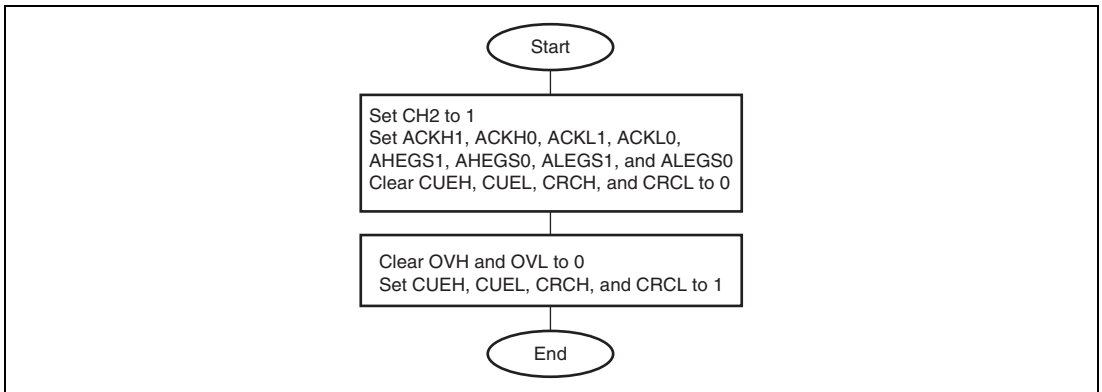 Start
Set CH2 to 1
Set ACKH1, ACKH0, ACKL1, ACKL0,
AHEGS1, AHEGS0, ALEGS1, and ALEGS0
Clear CUEH, CUEL, CRCH, and CRCL to 0
Clear OVH and OVL to 0
Set CUEH, CUEL, CRCH, and CRCL to 1
End